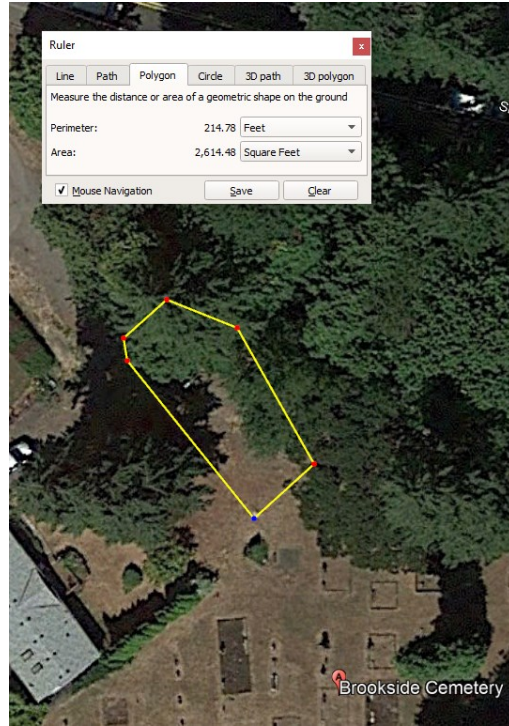 Ruler
x
Line Path Polygon Circle 3D path 3D polygon
Measure the distance or area of a geometric shape on the ground
Perimeter: 214.78 Feet
Area: 2,614.48 Square Feet
Mouse Navigation Save Clear
S
A
Brookside Cemetery